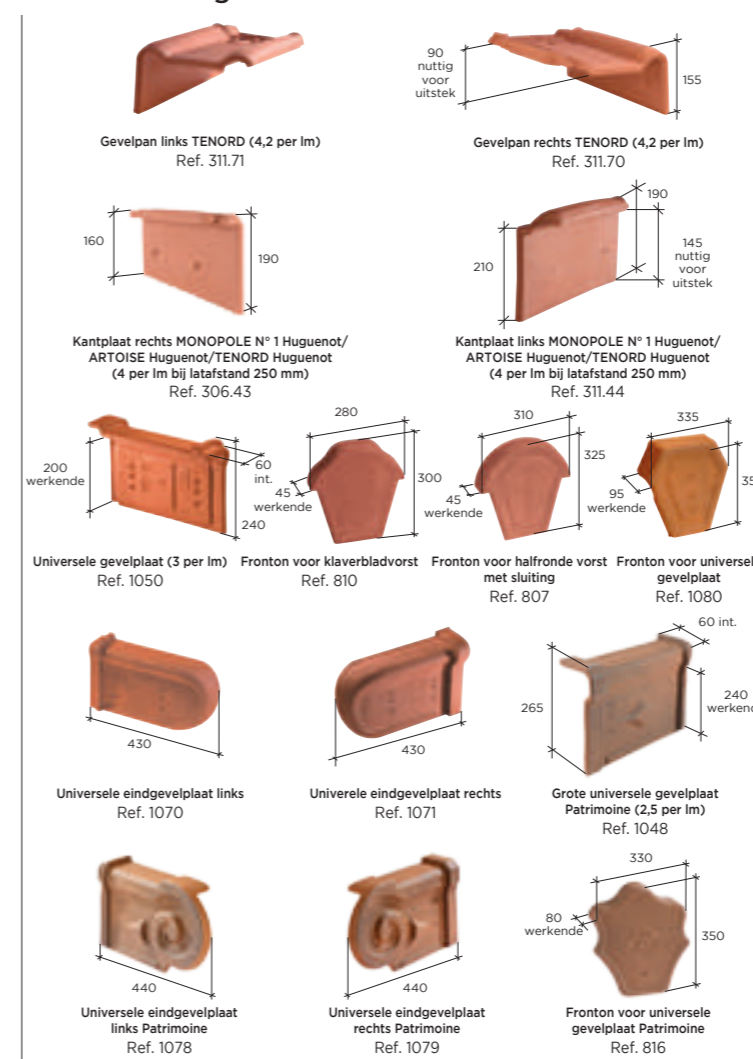 90
nuttig
voor
uitstek
155
Gevelpan links TENORD (4,2 per lm)
Ref. 311.71
Gevelpan rechts TENORD (4,2 per lm)
Ref. 311.70
160
190
190
210
145
nuttig
voor
uitstek
Kantplaat rechts MONOPOLE N° 1 Huguenot/
ARTOISE Huguenot/TENORD Huguenot
(4 per lm bij latafstand 250 mm)
Ref. 306.43
Kantplaat links MONOPOLE N° 1 Huguenot/
ARTOISE Huguenot/TENORD Huguenot
(4 per lm bij latafstand 250 mm)
Ref. 311.44
200
werkende
60
int.
240
Universele gevelplaat (3 per lm)
Ref. 1050
280
300
45
werkende
Fronton voor klaverbladvorst
Ref. 810
310
325
45
werkende
Fronton voor halfronde vorst
met sluiting
Ref. 807
335
95
werkende
Fronton voor universel
gevelplaat
Ref. 1080
430
Universele eindgevelplaat links
Ref. 1070
430
Univerele eindgevelplaat rechts
Ref. 1071
60 int.
265
240
Grote universele gevelplaat
Patrimoine (2,5 per lm)
Ref. 1048
440
Universele eindgevelplaat
links Patrimoine
Ref. 1078
440
Universele eindgevelplaat
rechts Patrimoine
Ref. 1079
330
80
werkende
350
Fronton voor universele
gevelplaat Patrimoine
Ref. 816